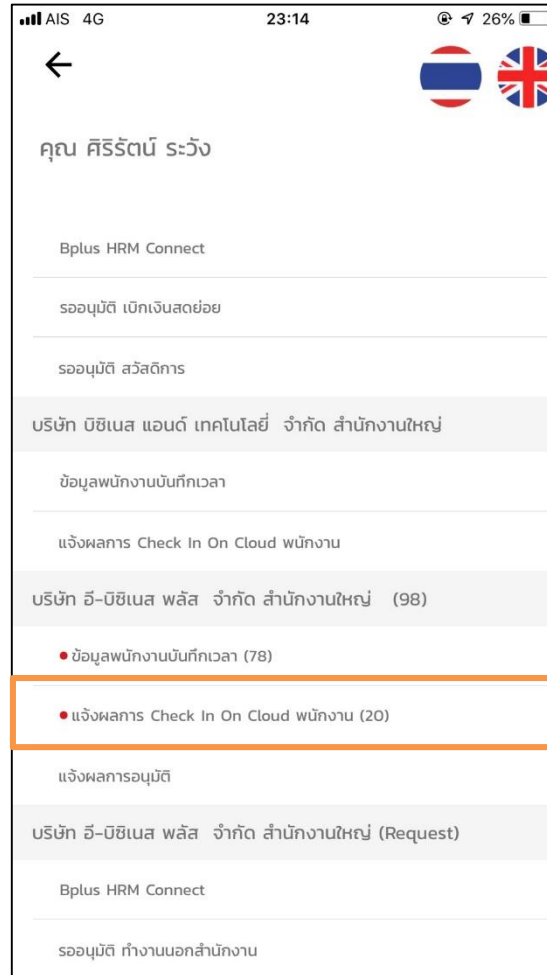 AIS 4G 23:14 26%
คุณ ศิริรัตน์ ระวัง
Bplus HRM Connect
รออนุมัติ เบิกเงินสดย่อย
รออนุมัติ สวัสดิการ
บริษัท บิซิเนส แอนด์ เทคโนโลยี่ จำกัด สำนักงานใหญ่
ข้อมูลพนักงานบันทึกเวลา
แจ้งผลการ Check In On Cloud พนักงาน
บริษัท อี-บิซิเนส พลัส จำกัด สำนักงานใหญ่ (98)
ข้อมูลพนักงานบันทึกเวลา (78)
แจ้งผลการ Check In On Cloud พนักงาน (20)
แจ้งผลการอนุมัติ
บริษัท อี-บิซิเนส พลัส จำกัด สำนักงานใหญ่ (Request)
Bplus HRM Connect
รออนุมัติ ทำงานนอกสำนักงาน